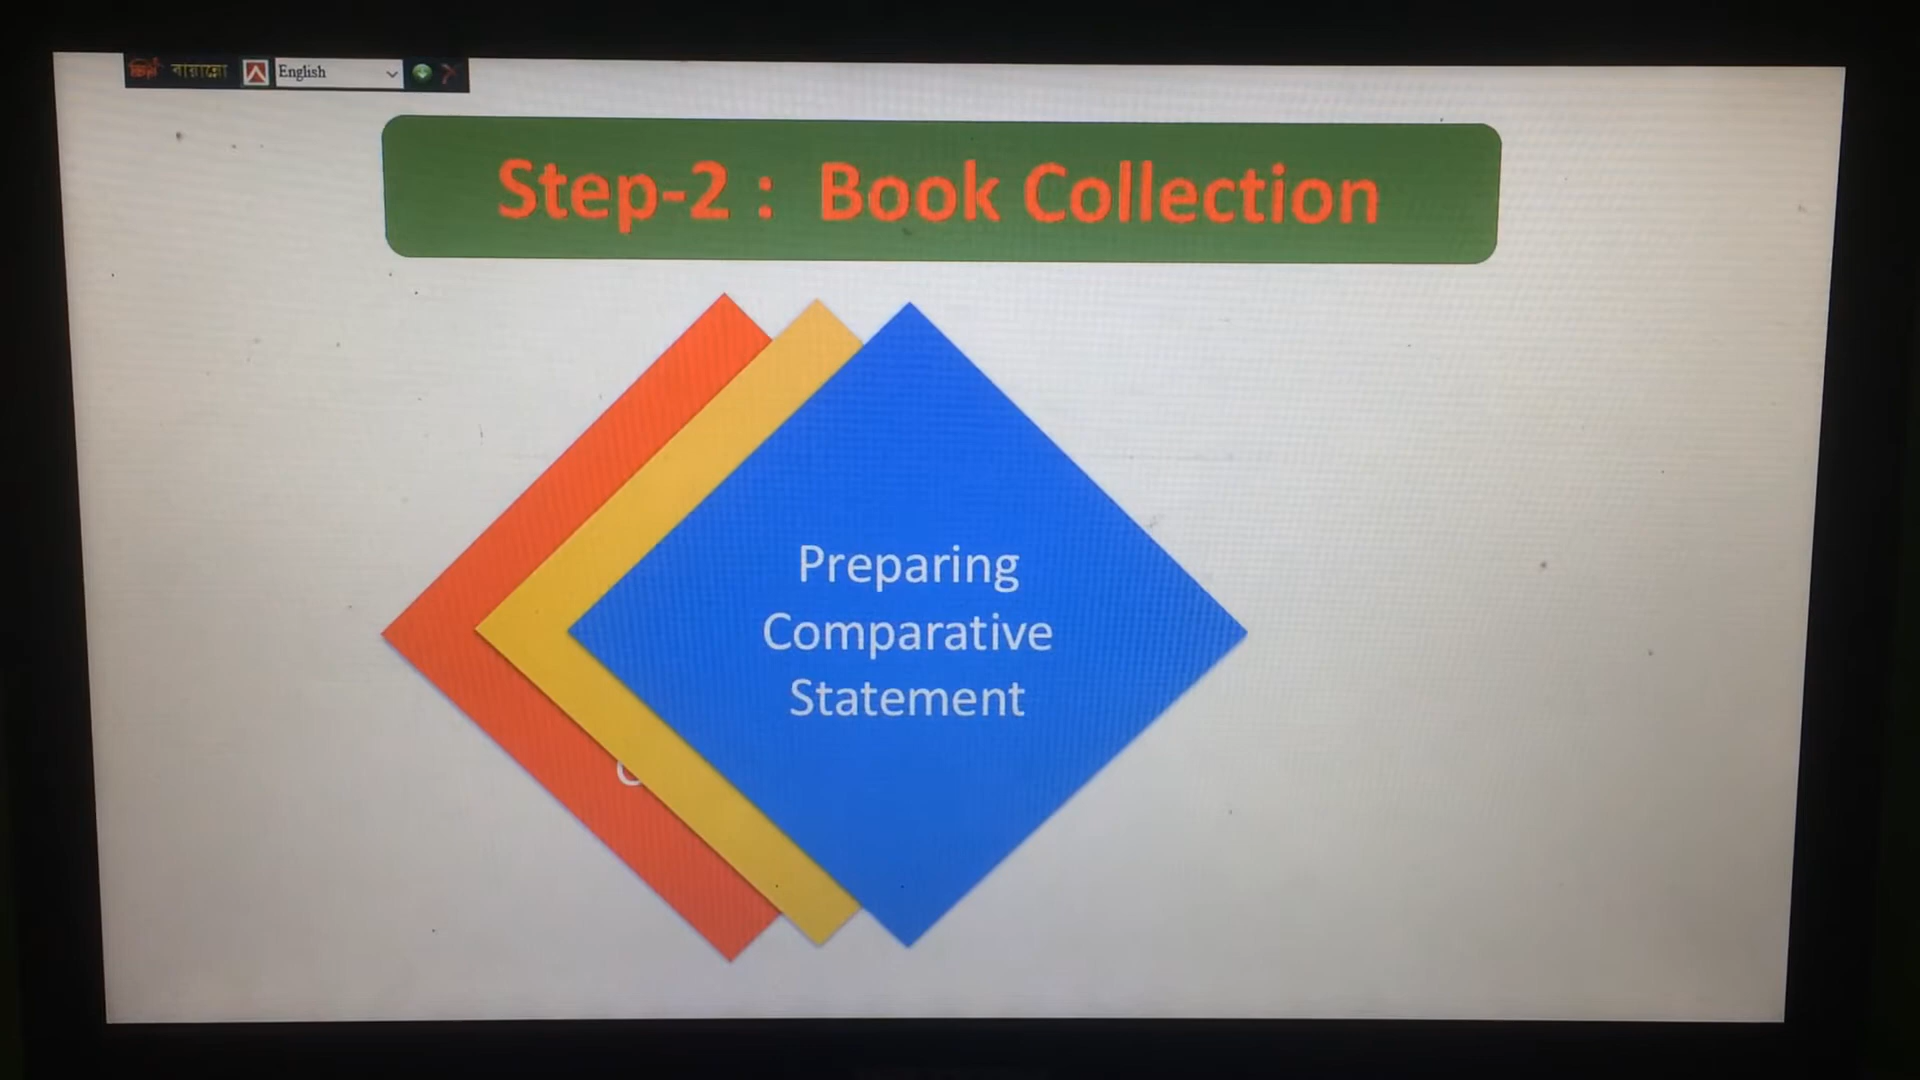 বায়ান্নো English
Step-2 : Book Collection
Preparing
Comparative
Statement